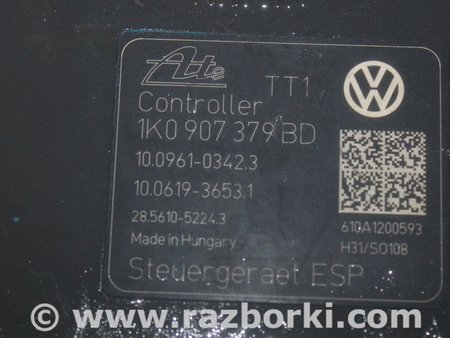 Ate TT1
Controller
1K0 907 379 BD
10.0961-0342.3
10.0619-3653.1
28.5610-5224.3
610A1200593
Made in Hungary
H31/SO108
Steuergeraet ESP
© www.razborki.com